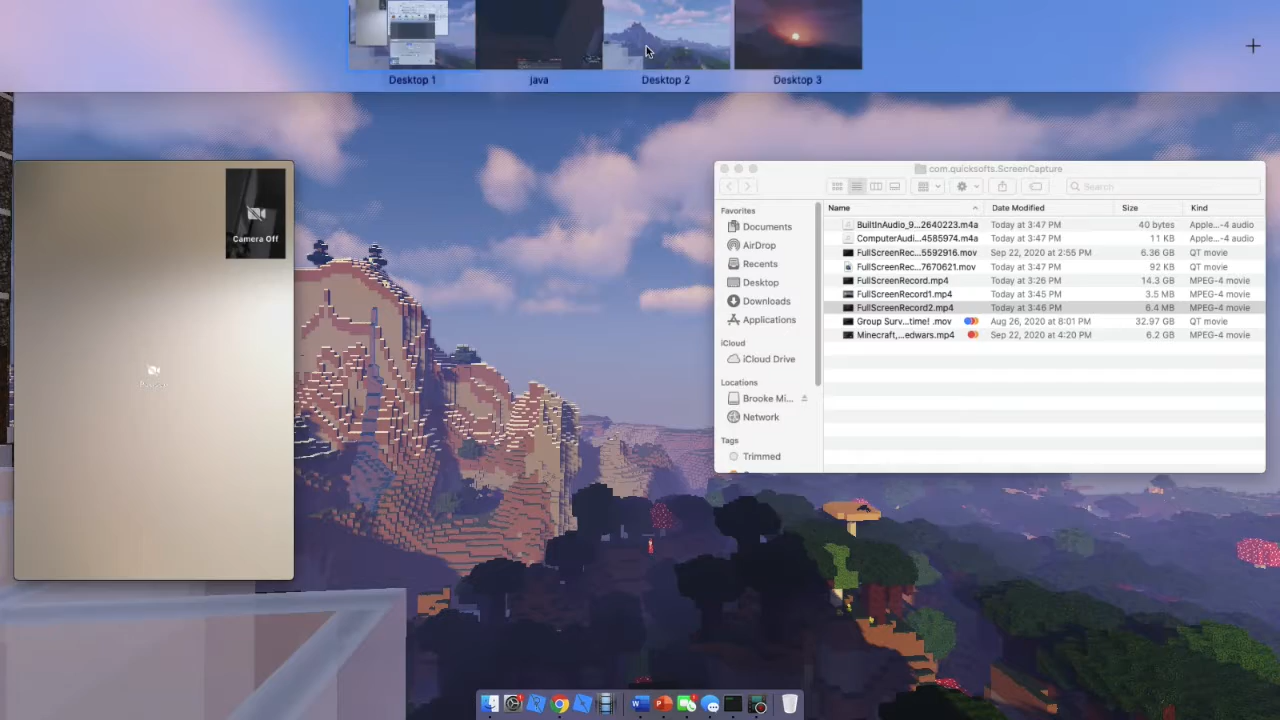 Desktop 1
java
Desktop 2
Desktop 3
Camera Off
com.quicksofts.ScreenCapture
Search
Favorites
Documents
AirDrop
Recents
Desktop
Downloads
Applications
iCloud
iCloud Drive
Locations
Brooke Mi...
Network
Tags
Trimmed
Name Date Modified Size Kind
BuiltInAudio_9...2640223.m4a Today at 3:47 PM 40 bytes Apple...-4 audio
ComputerAudi...4585974.m4a Today at 3:47 PM 11 KB Apple...-4 audio
FullScreenRec...5592916.mov Sep 22, 2020 at 2:55 PM 6.36 GB QT movie
FullScreenRec...7670621.mov Today at 3:47 PM 92 KB QT movie
FullScreenRecord.mp4 Today at 3:26 PM 14.3 GB MPEG-4 movie
FullScreenRecord1.mp4 Today at 3:45 PM 3.5 MB MPEG-4 movie
FullScreenRecord2.mp4 Today at 3:46 PM 6.4 MB MPEG-4 movie
Group Surv...time! .mov Aug 26, 2020 at 8:01 PM 32.97 GB QT movie
Minecraft,...edwars.mp4 Sep 22, 2020 at 4:20 PM 6.2 GB MPEG-4 movie